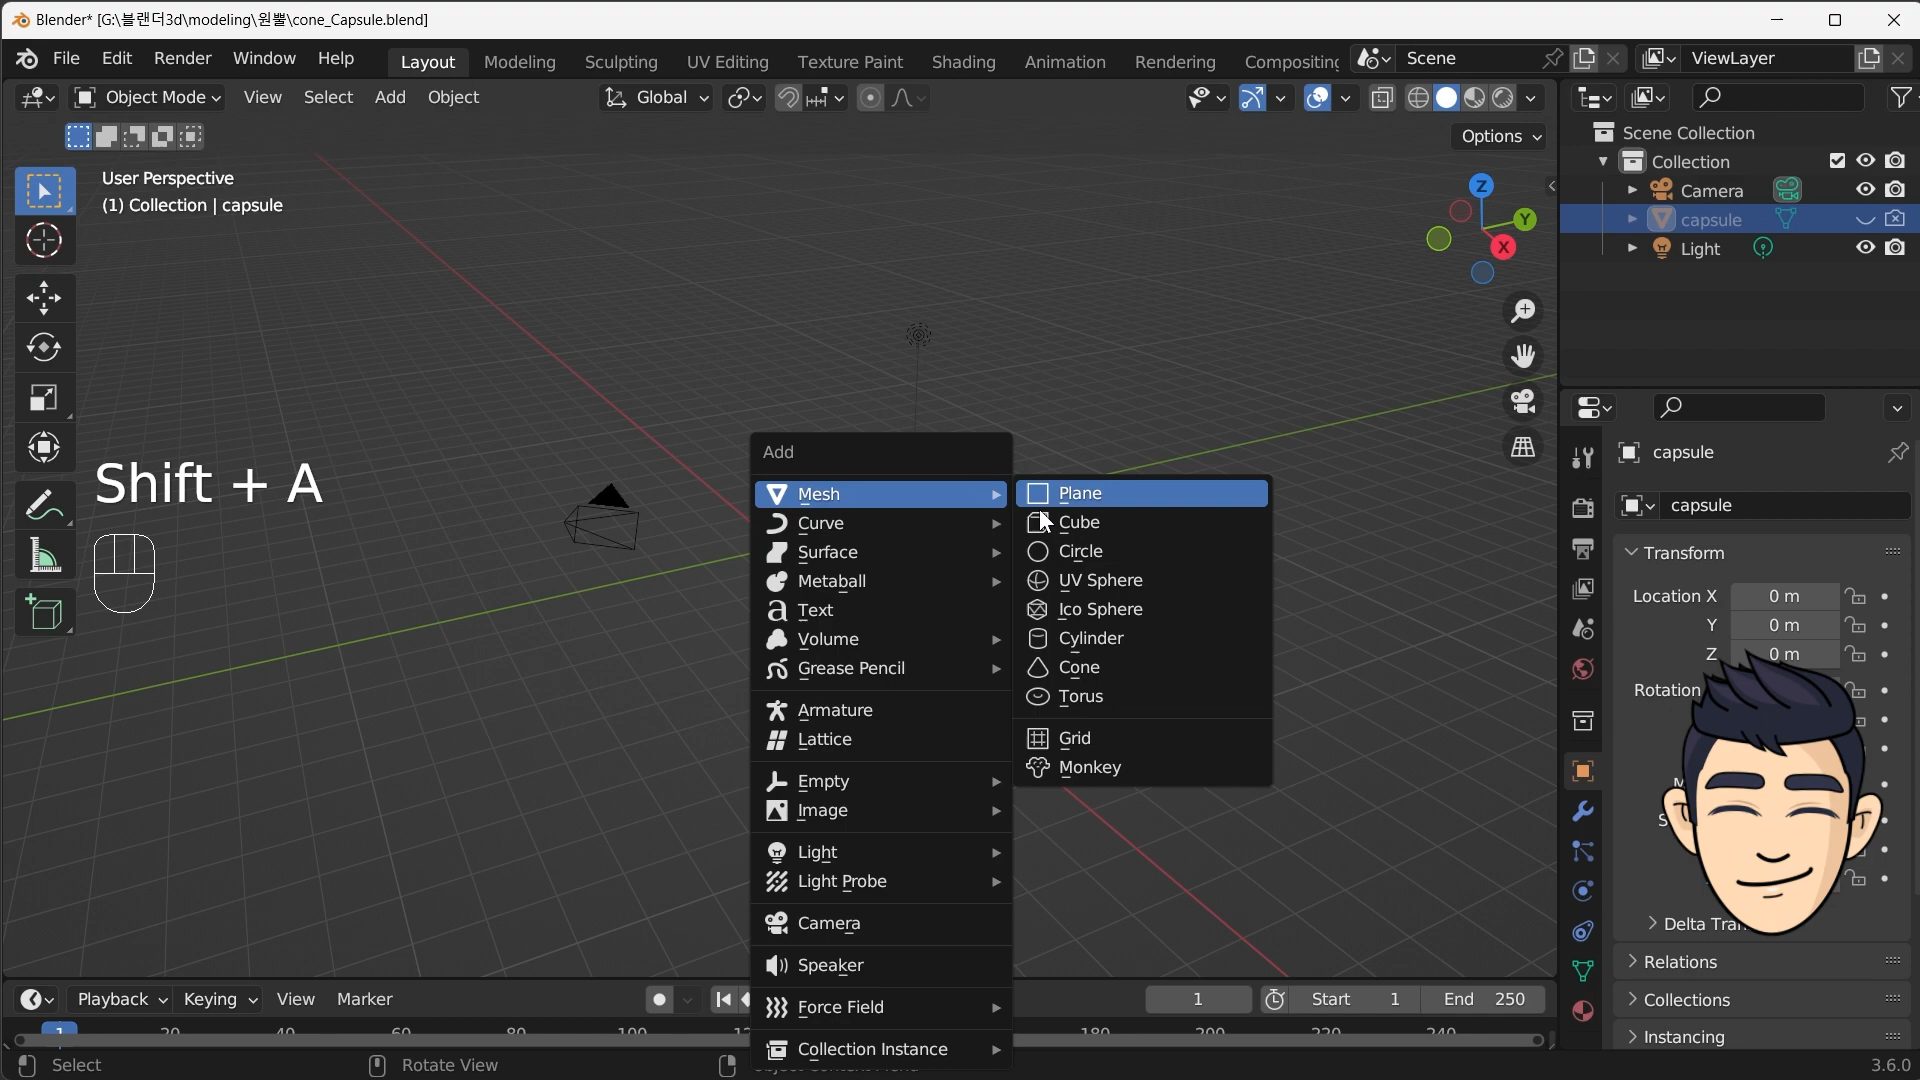 Blender* [G:\블랜더3d\modeling\원뿔\cone_Capsule.blend]
File Edit Render Window Help Layout Modeling Sculpting UV Editing Texture Paint Shading Animation Rendering Compositing Scene ViewLayer
Object Mode View Select Add Object Global
Options
User Perspective
(1) Collection | capsule
Z
Y
X
Scene Collection
Collection
Camera
capsule
Light
Shift + A
Add
Mesh
Curve
Surface
Metaball
Text
Volume
Grease Pencil
Armature
Lattice
Empty
Image
Light
Light Probe
Camera
Speaker
Force Field
Collection Instance
Plane
Cube
Circle
UV Sphere
Ico Sphere
Cylinder
Cone
Torus
Grid
Monkey
capsule
capsule
Transform
Location X 0 m
Y 0 m
Z 0 m
Rotation
Relations
Collections
Instancing
Playback Keying View Marker 1 Start 1 End 250
1 20 40 60 80 100 180 200 220 240
Select Rotate View
3.6.0